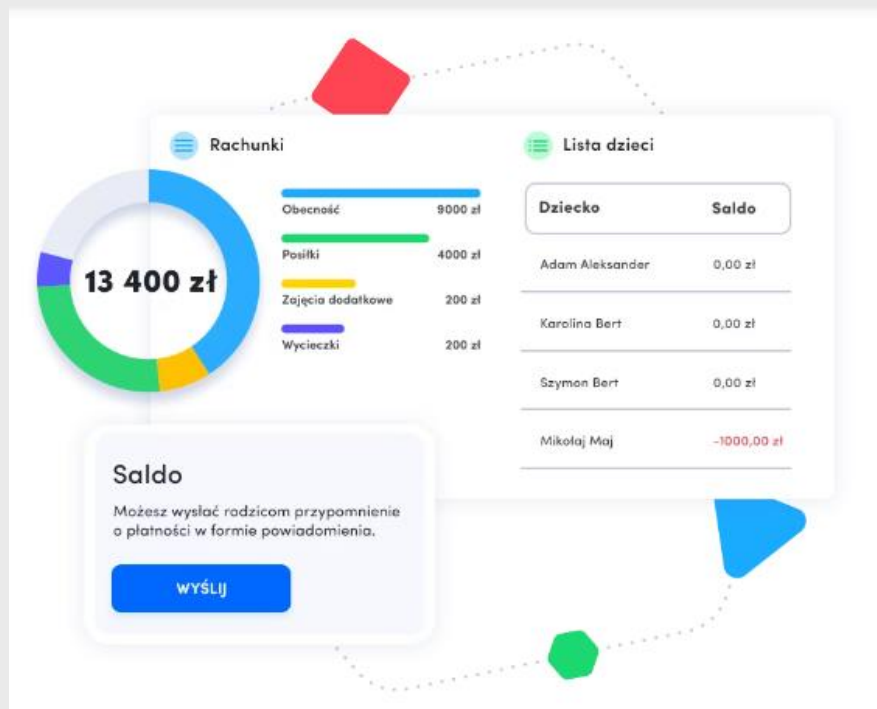 Rachunki
13 400 zł
Obecność 9000 zł
Posiłki 4000 zł
Zajęcia dodatkowe 200 zł
Wycieczki 200 zł
Lista dzieci
Dziecko Saldo
Adam Aleksander 0,00 zł
Karolina Bert 0,00 zł
Szymon Bert 0,00 zł
Mikołaj Maj -1000,00 zł
Saldo
Możesz wysłać rodzicom przypomnienie
o płatności w formie powiadomienia.
WYŚLIJ